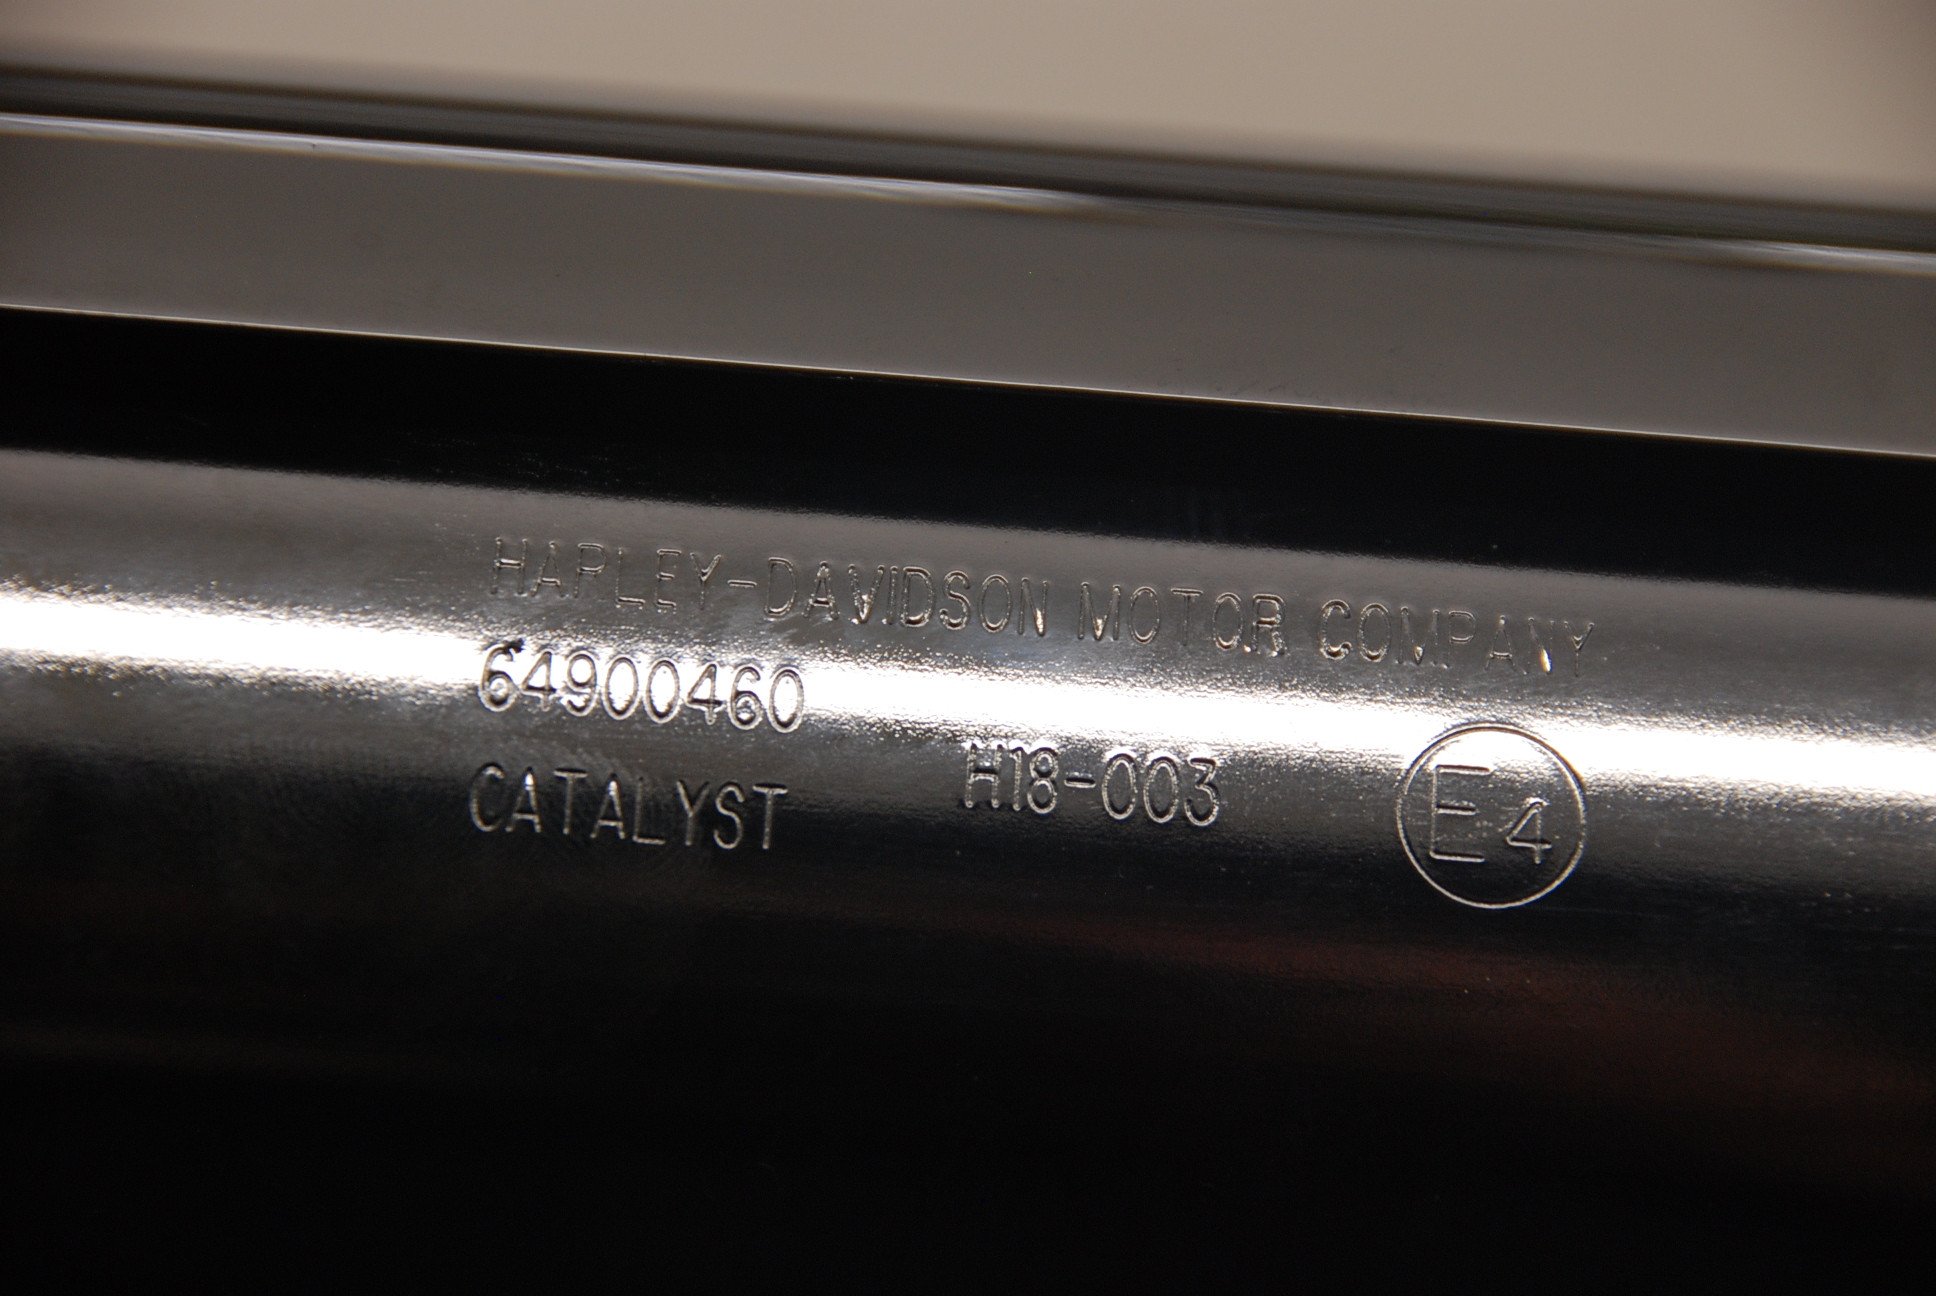 HARLEY-DAVIDSON MOTOR COMPANY
64900460
CATALYST
H18-003
E4